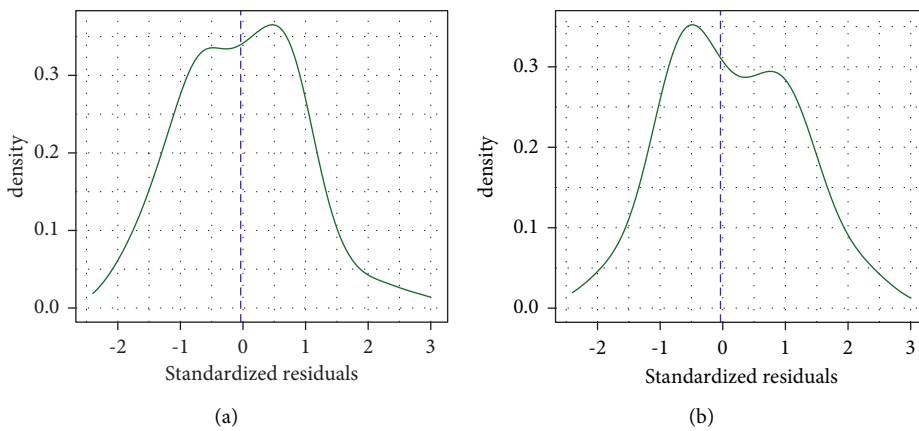 density
0.3
0.2
0.1
0.0
-2 -1 0 1 2 3
Standardized residuals
(a)
density
0.3
0.2
0.1
0.0
-2 -1 0 1 2 3
Standardized residuals
(b)